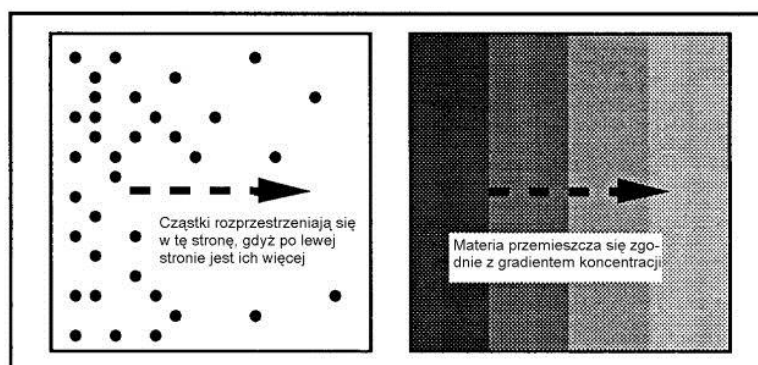 Cząstki rozprzestrzeniają się
w tę stronę, gdyż po lewej
stronie jest ich więcej
Materia przemieszcza się zgo-
dnie z gradientem koncentracji